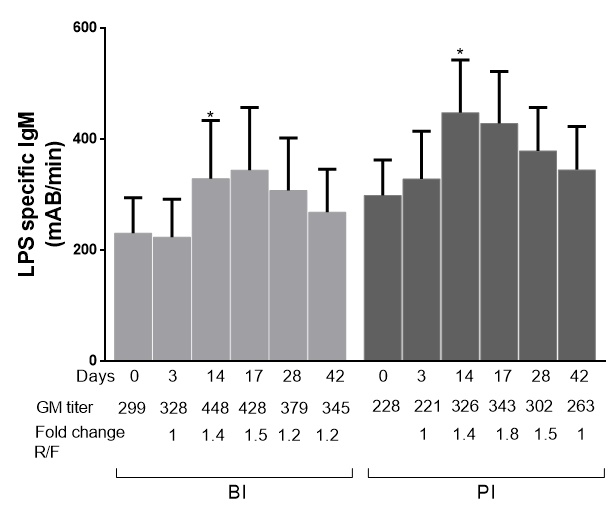 600
400
200
0
LPS specific IgM
(mAB/min)
*
*
Days 0 3 14 17 28 42 0 3 14 17 28 42
GM titer 299 328 448 428 379 345 228 221 326 343 302 263
Fold change 1 1.4 1.5 1.2 1.2 1 1.4 1.8 1.5 1
R/F
BI PI